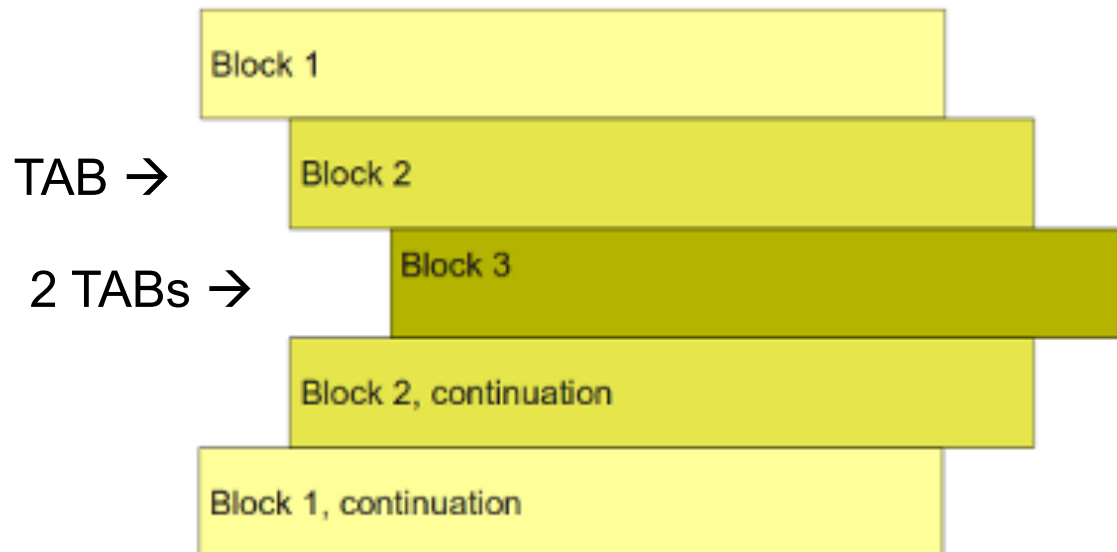 Block 1
TAB →
Block 2
2 TABs →
Block 3
Block 2, continuation
Block 1, continuation